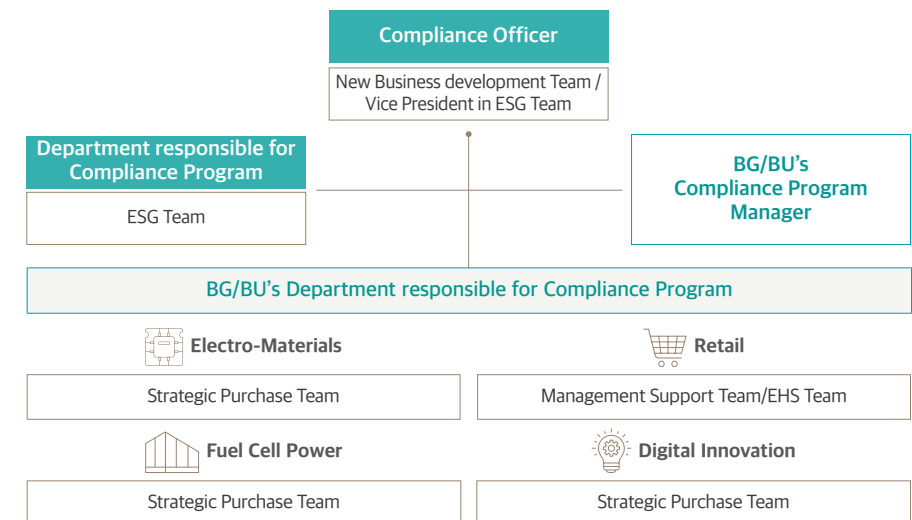 Compliance Officer
New Business development Team /
Vice President in ESG Team
Department responsible for
Compliance Program
ESG Team
BG/BU's
Compliance Program
Manager
BG/BU's Department responsible for Compliance Program
Electro-Materials
Strategic Purchase Team
Retail
Management Support Team/EHS Team
Fuel Cell Power
Strategic Purchase Team
Digital Innovation
Strategic Purchase Team